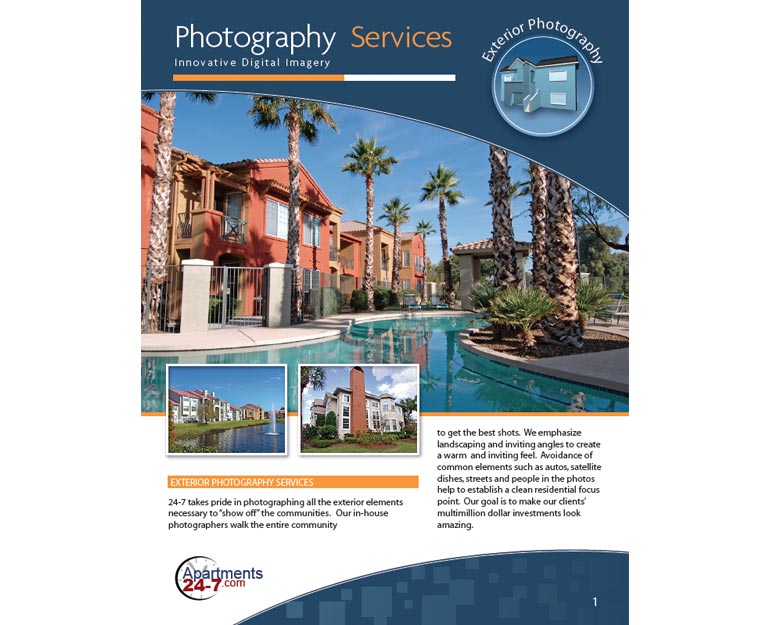 Photography Services
Innovative Digital Imagery
Exterior Photography
EXTERIOR PHOTOGRAPHY SERVICES
24-7 takes pride in photographing all the exterior elements
necessary to “show off” the communities. Our in-house
photographers walk the entire community
to get the best shots. We emphasize
landscaping and inviting angles to create
a warm and inviting feel. Avoidance of
common elements such as autos, satellite
dishes, streets and people in the photos
help to establish a clean residential focus
point. Our goal is to make our clients’
multimillion dollar investments look
amazing.
Apartments
24-7.com
1